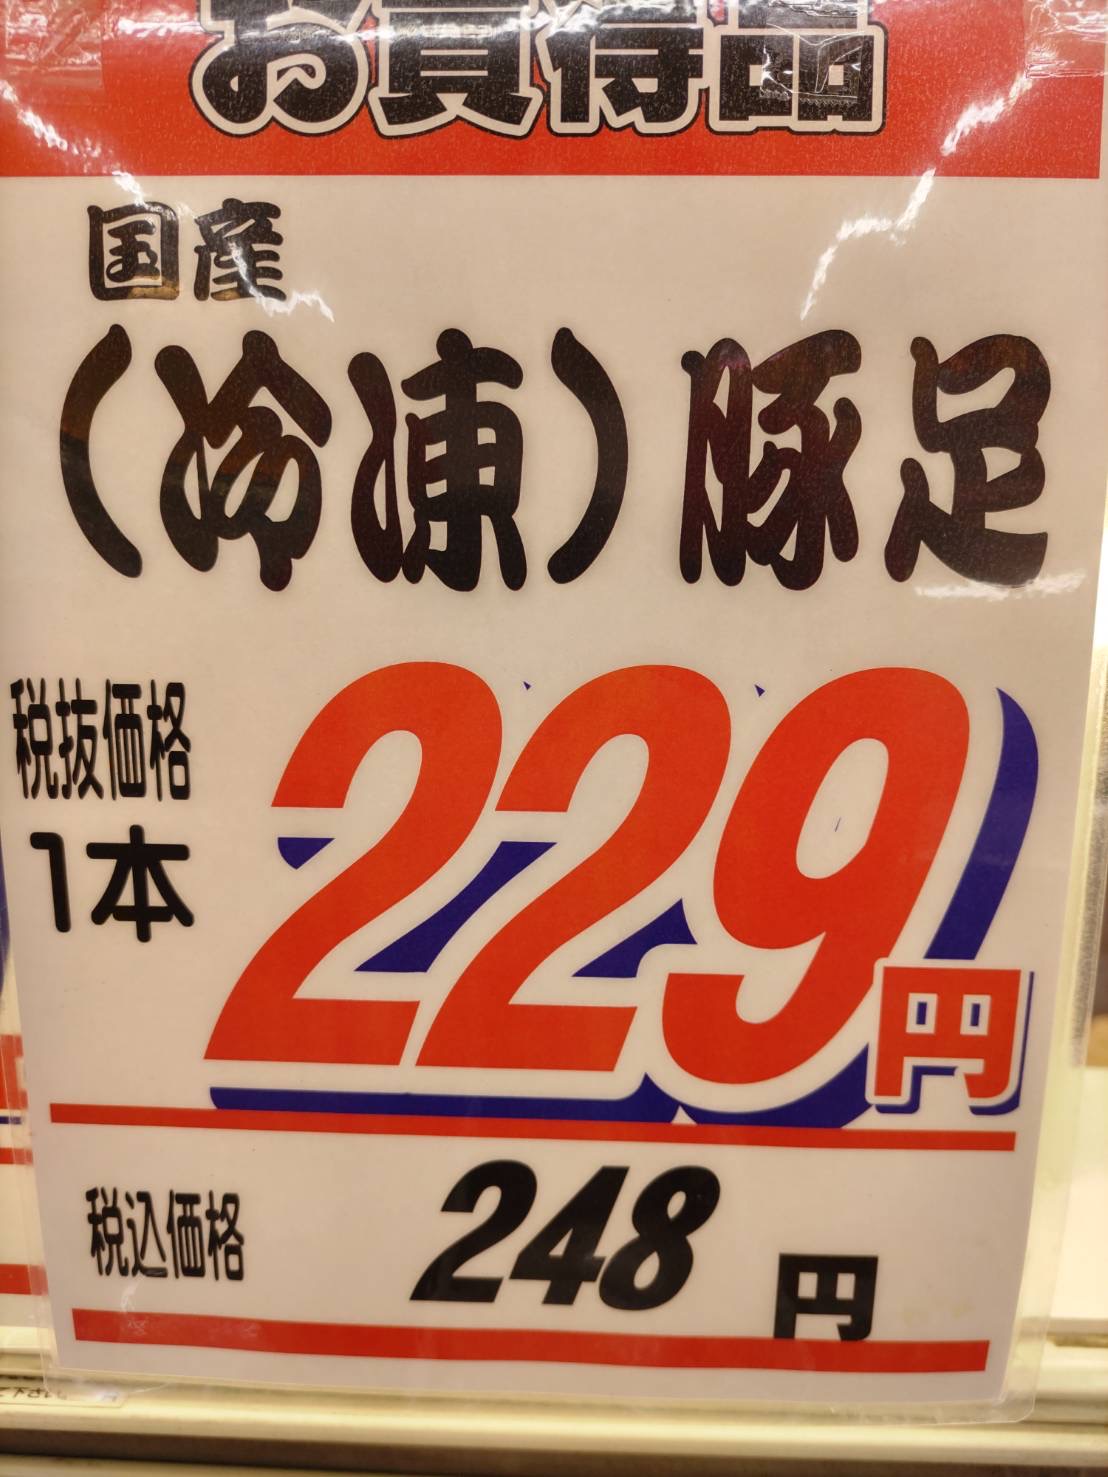 お買得品
国産
（冷凍）豚足
税抜価格
1本
229円
税込価格
248円